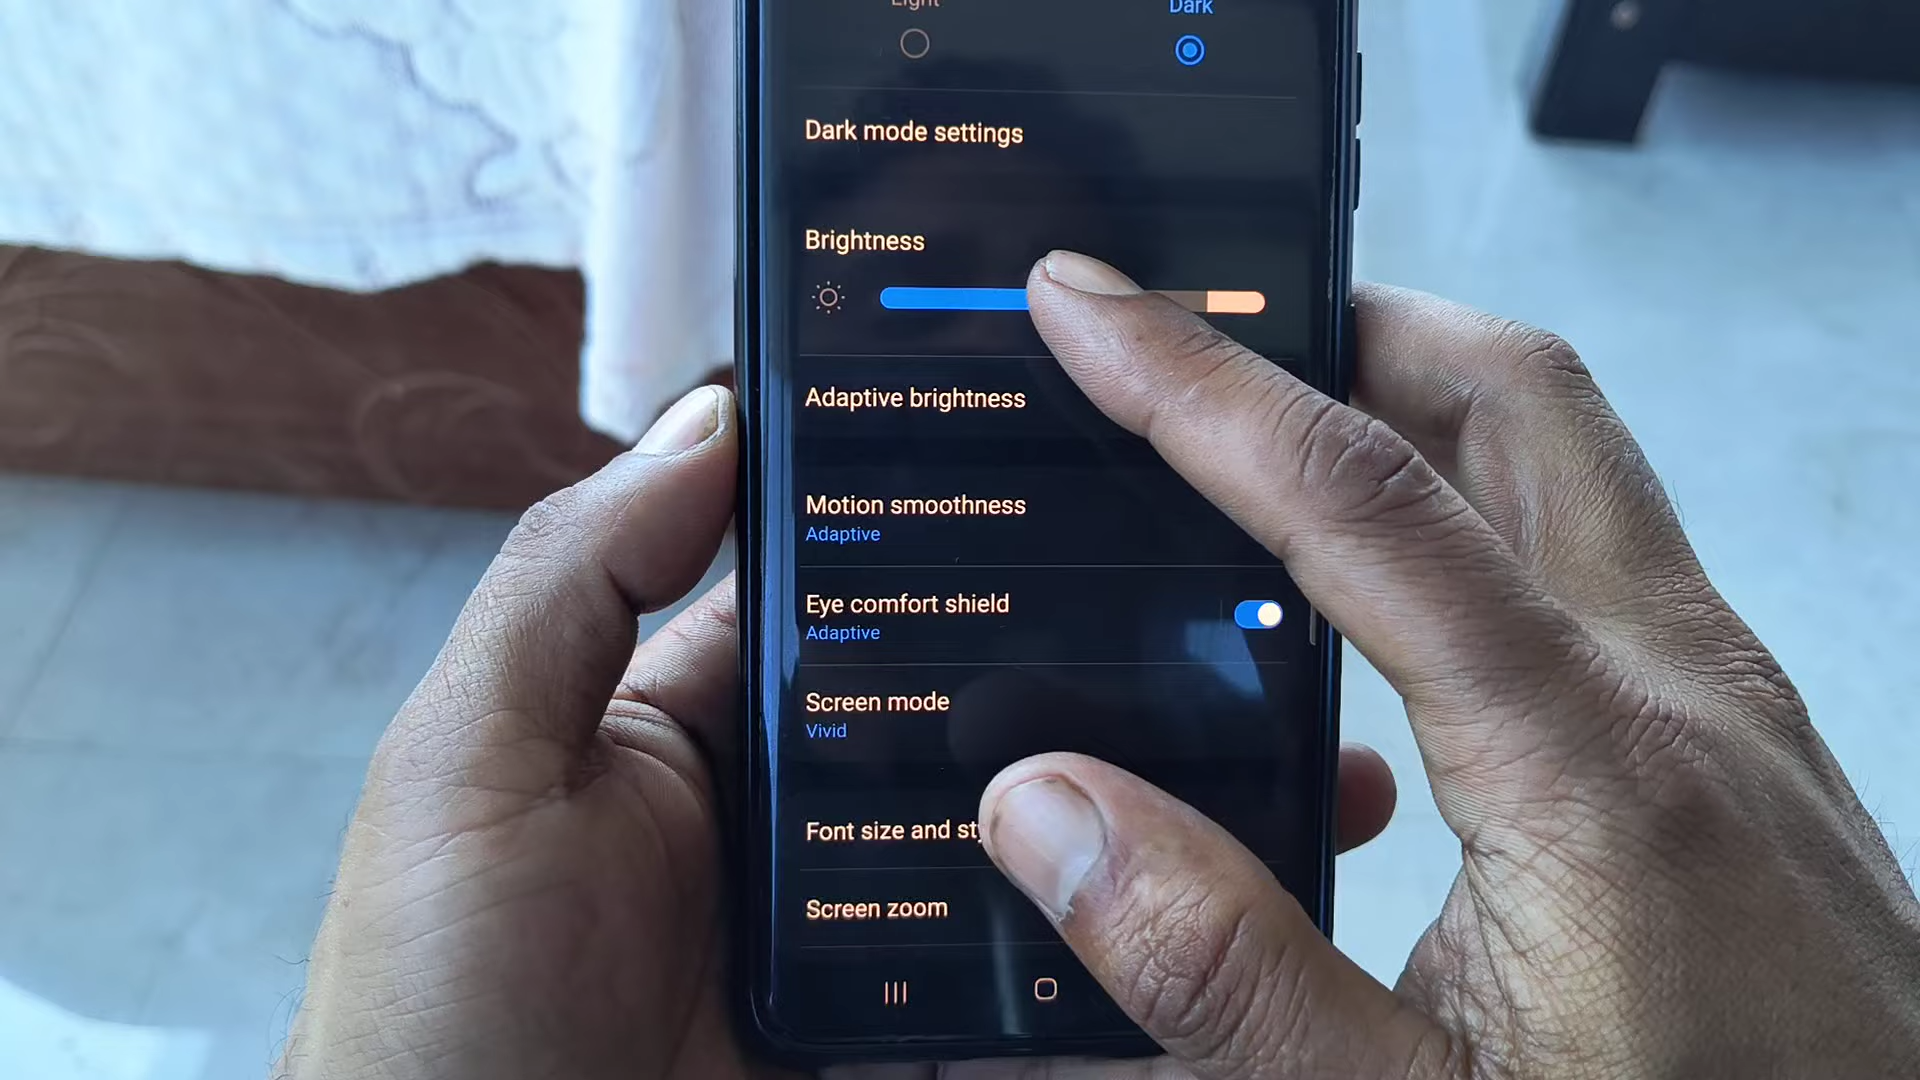 Light
Dark
Dark mode settings
Brightness
Adaptive brightness
Motion smoothness
Adaptive
Eye comfort shield
Adaptive
Screen mode
Vivid
Font size and
Screen zoom